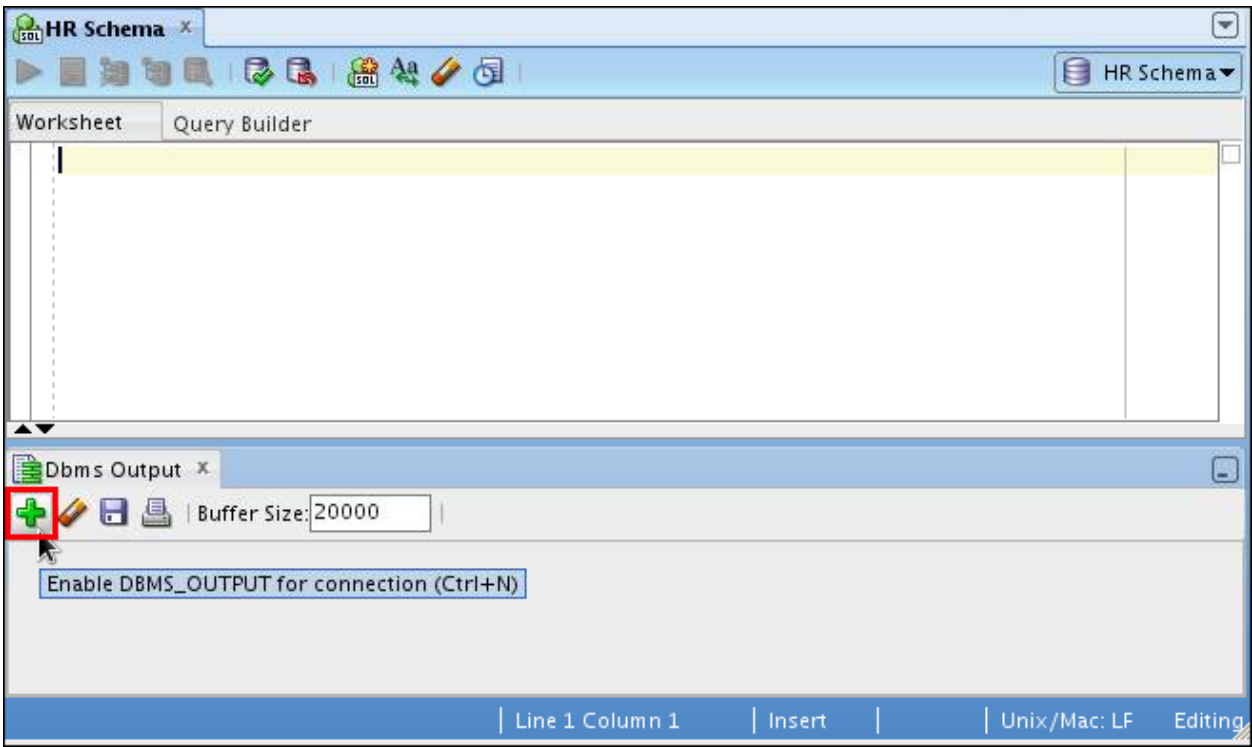 HR Schema
HR Schema
Worksheet Query Builder
Dbms Output
Buffer Size: 20000
Enable DBMS_OUTPUT for connection (Ctrl+N)
Line 1 Column 1 Insert Unix/Mac: LF Editing